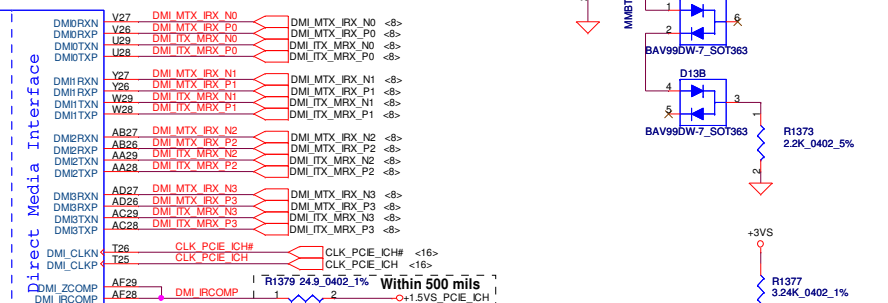 Direct Media Interface
DMI0RXN V27 DMI_MTX_IRX_N0 DMI_MTX_IRX_N0 <8>
DMI0RXP V26 DMI_MTX_IRX_P0 DMI_MTX_IRX_P0 <8>
DMI0TXN U29 DMI_ITX_MRX_N0 DMI_ITX_MRX_N0 <8>
DMI0TXP U28 DMI_ITX_MRX_P0 DMI_ITX_MRX_P0 <8>
DMI1RXN Y27 DMI_MTX_IRX_N1 DMI_MTX_IRX_N1 <8>
DMI1RXP Y26 DMI_MTX_IRX_P1 DMI_MTX_IRX_P1 <8>
DMI1TXN W29 DMI_ITX_MRX_N1 DMI_ITX_MRX_N1 <8>
DMI1TXP W28 DMI_ITX_MRX_P1 DMI_ITX_MRX_P1 <8>
DMI2RXN AB27 DMI_MTX_IRX_N2 DMI_MTX_IRX_N2 <8>
DMI2RXP AB26 DMI_MTX_IRX_P2 DMI_MTX_IRX_P2 <8>
DMI2TXN AA29 DMI_ITX_MRX_N2 DMI_ITX_MRX_N2 <8>
DMI2TXP AA28 DMI_ITX_MRX_P2 DMI_ITX_MRX_P2 <8>
DMI3RXN AD27 DMI_MTX_IRX_N3 DMI_MTX_IRX_N3 <8>
DMI3RXP AD26 DMI_MTX_IRX_P3 DMI_MTX_IRX_P3 <8>
DMI3TXN AC29 DMI_ITX_MRX_N3 DMI_ITX_MRX_N3 <8>
DMI3TXP AC28 DMI_ITX_MRX_P3 DMI_ITX_MRX_P3 <8>
DMI_CLKN T26 CLK_PCIE_ICH# CLK_PCIE_ICH# <16>
DMI_CLKP T25 CLK_PCIE_ICH CLK_PCIE_ICH <16>
DMI_ZCOMP AF29
DMI_IRCOMP AF28 DMI_IRCOMP
R1379 24.9_0402_1% Within 500 mils
1 2 +1.5VS_PCIE_ICH
MMBT
1
2
6
BAV99DW-7_SOT363
D13B
4
5
3
BAV99DW-7_SOT363
1
R1373
2.2K_0402_5%
2
+3VS
R1377
3.24K_0402_1%